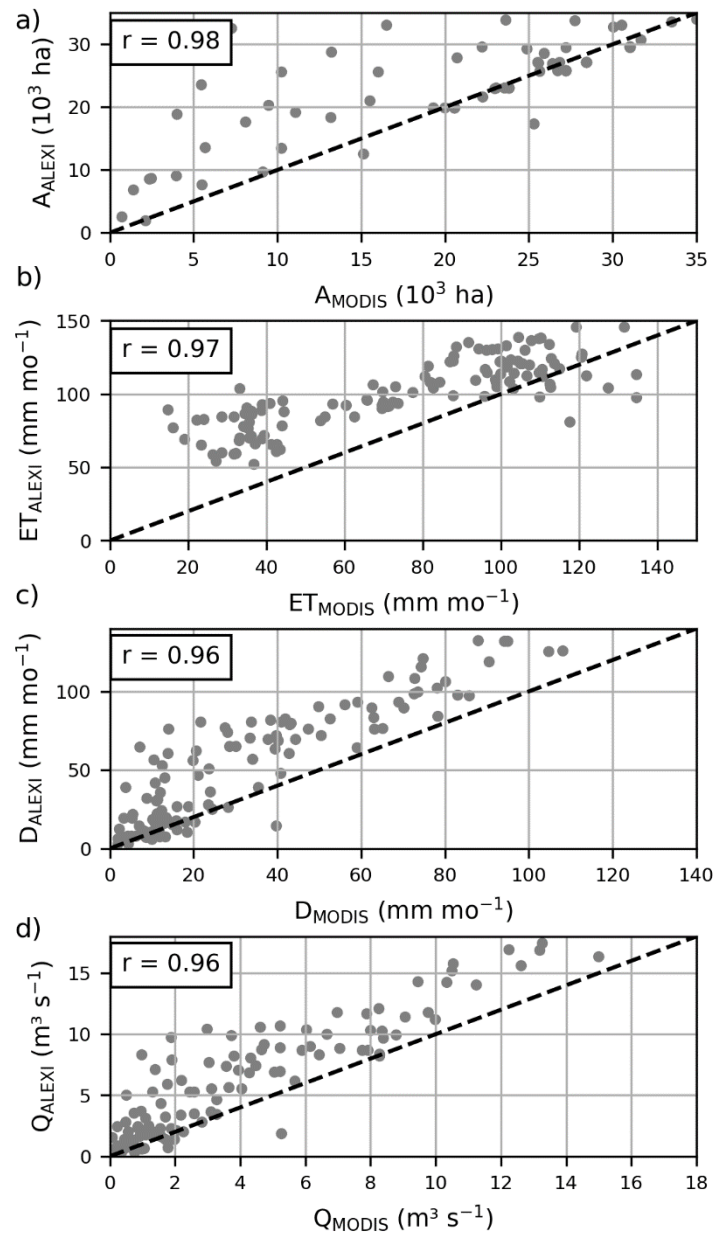 a)
r = 0.98
30
20
10
0
A_ALEXI (10³ ha)
0 5 10 15 20 25 30 35
A_MODIS (10³ ha)
b)
150
r = 0.97
100
50
0
ET_ALEXI (mm mo⁻¹)
0 20 40 60 80 100 120 140
ET_MODIS (mm mo⁻¹)
c)
r = 0.96
100
50
0
D_ALEXI (mm mo⁻¹)
0 20 40 60 80 100 120 140
D_MODIS (mm mo⁻¹)
d)
r = 0.96
15
10
5
0
Q_ALEXI (m³ s⁻¹)
0 2 4 6 8 10 12 14 16 18
Q_MODIS (m³ s⁻¹)